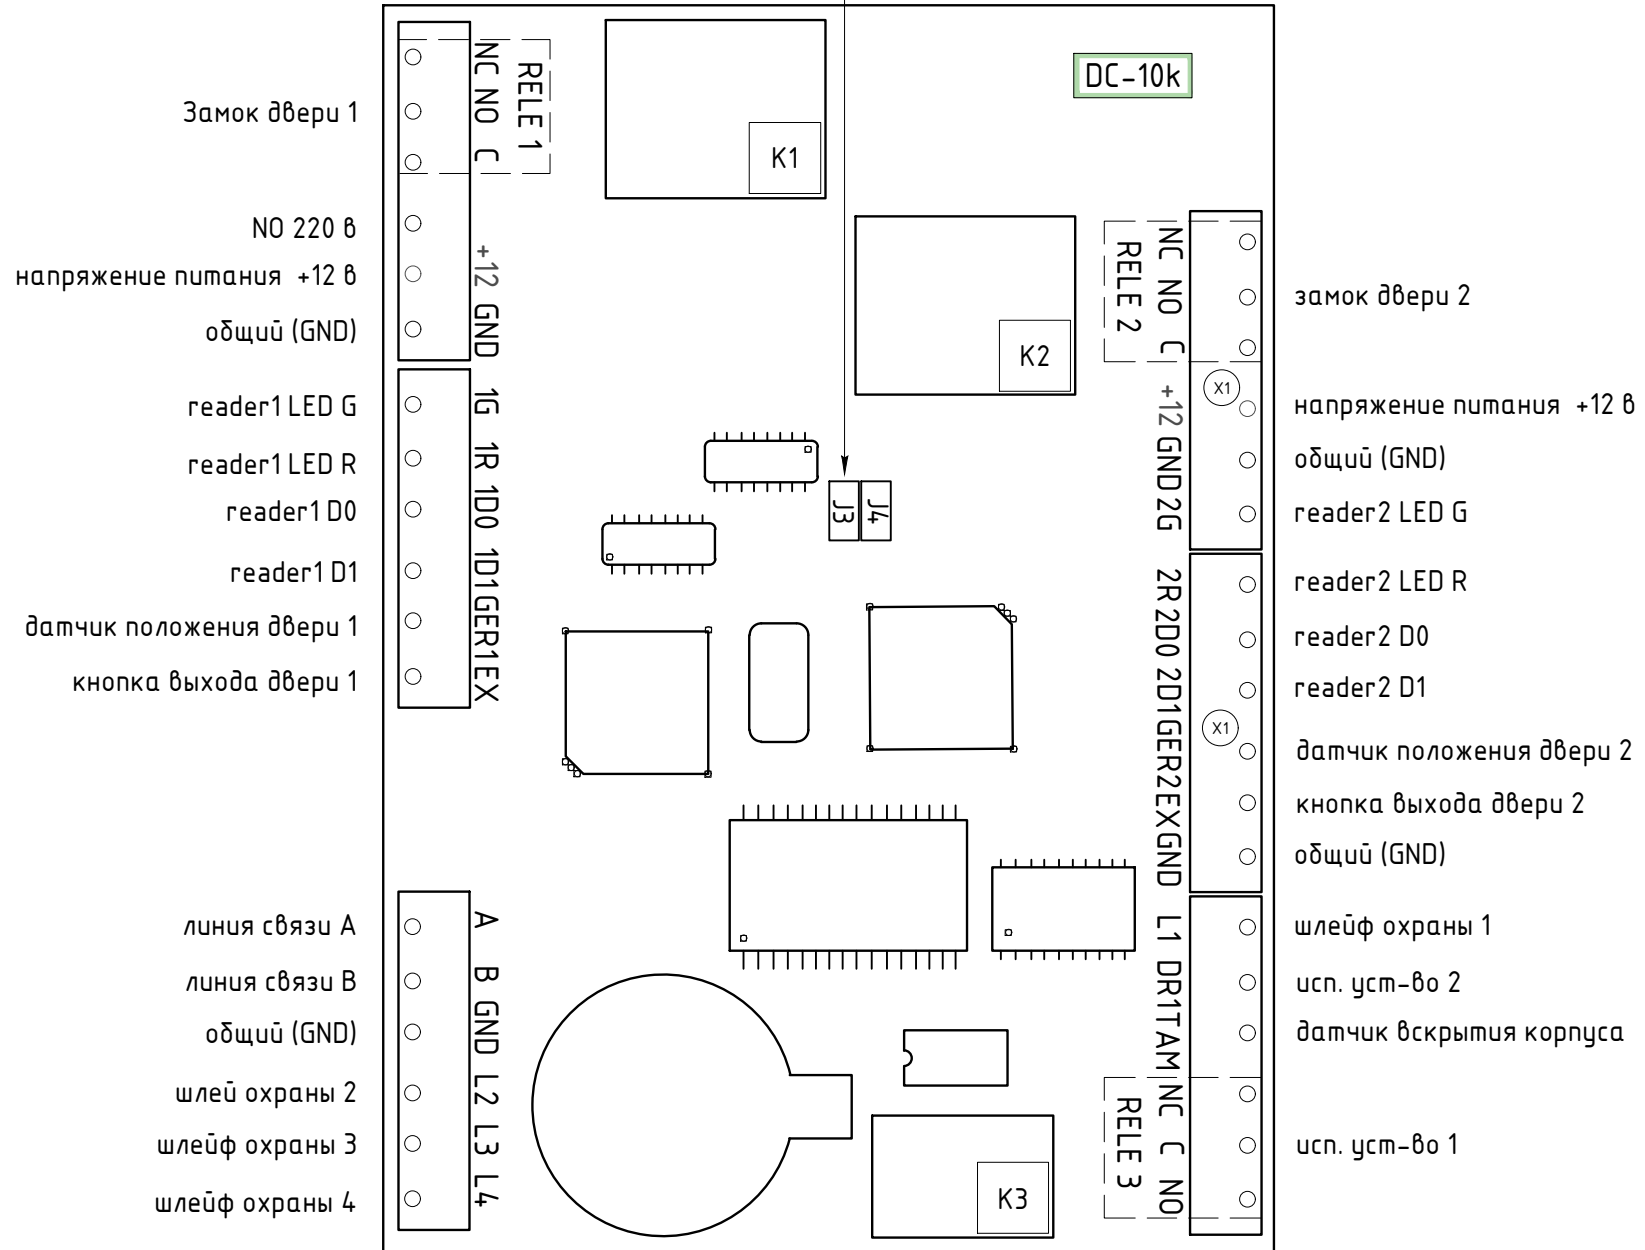 Замок двери 1
NO 220 в
напряжение питания +12 в
общий (GND)
reader1 LED G
reader1 LED R
reader1 D0
reader1 D1
датчик положения двери 1
кнопка выхода двери 1
линия связи A
линия связи B
общий (GND)
шлей охраны 2
шлейф охраны 3
шлейф охраны 4
NC NO C
RELE 1
+12 GND
1G 1R 1D0 1D1 GER1 EX
A B GND L2 L3 L4
K1
DC-10k
K2
J3
J4
K3
RELE 2
NC NO C
+12 GND 2G
X1
2R 2D0 2D1 GER2 EX GND
X1
L1 DR1 TAM
NC C NO
RELE 3
замок двери 2
напряжение питания +12 в
общий (GND)
reader2 LED G
reader2 LED R
reader2 D0
reader2 D1
датчик положения двери 2
кнопка выхода двери 2
общий (GND)
шлейф охраны 1
исп. уст-во 2
датчик вскрытия корпуса
исп. уст-во 1